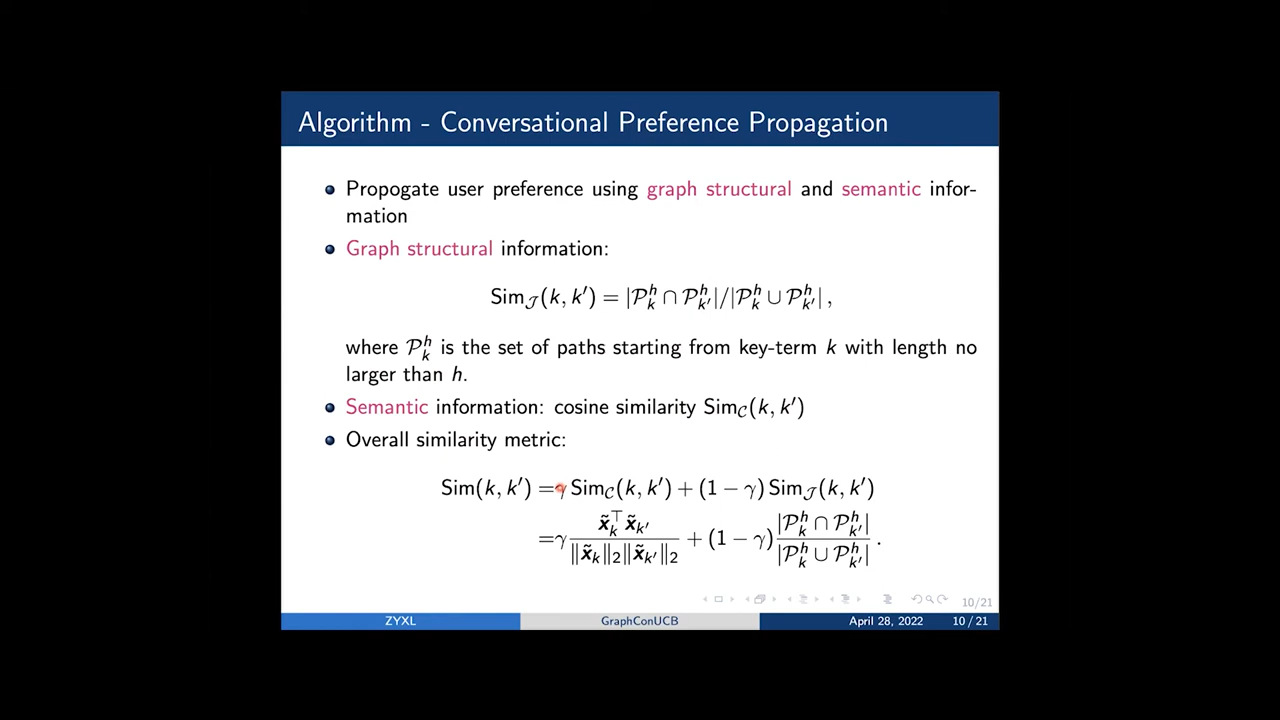 Algorithm - Conversational Preference Propagation
Propogate user preference using graph structural and semantic infor-
mation
Graph structural information:
Sim𝒥(k, k′) = |𝒫ₖʰ ∩ 𝒫ₖ′ʰ|/|𝒫ₖʰ ∪ 𝒫ₖ′ʰ| ,
where 𝒫ₖʰ is the set of paths starting from key-term k with length no
larger than h.
Semantic information: cosine similarity Sim𝒞(k, k′)
Overall similarity metric:
Sim(k, k′) =γ Sim𝒞(k, k′) + (1 − γ) Sim𝒥(k, k′)
=γ x̃ₖ⊤x̃ₖ′ / ‖x̃ₖ‖₂‖x̃ₖ′‖₂ + (1 − γ) |𝒫ₖʰ ∩ 𝒫ₖ′ʰ| / |𝒫ₖʰ ∪ 𝒫ₖ′ʰ| .
10/21
ZYXL GraphConUCB April 28, 2022 10 / 21